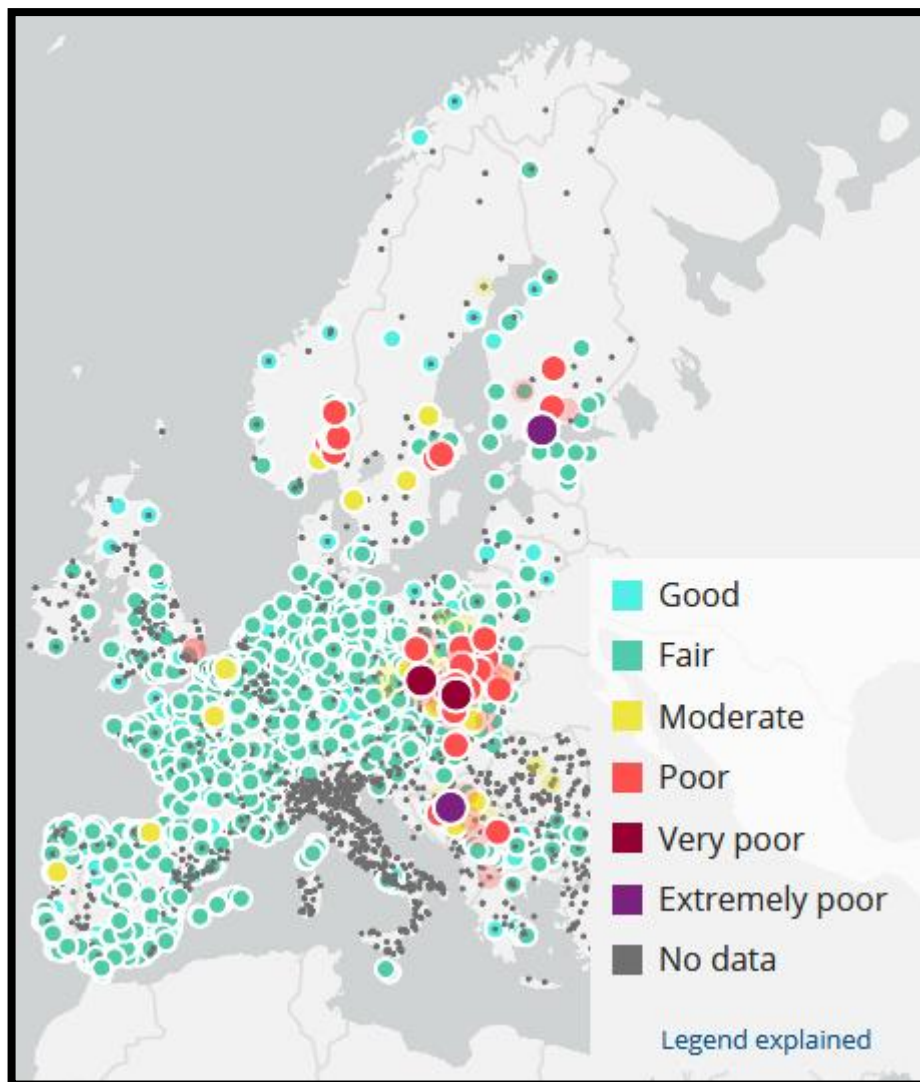 Good
Fair
Moderate
Poor
Very poor
Extremely poor
No data
Legend explained